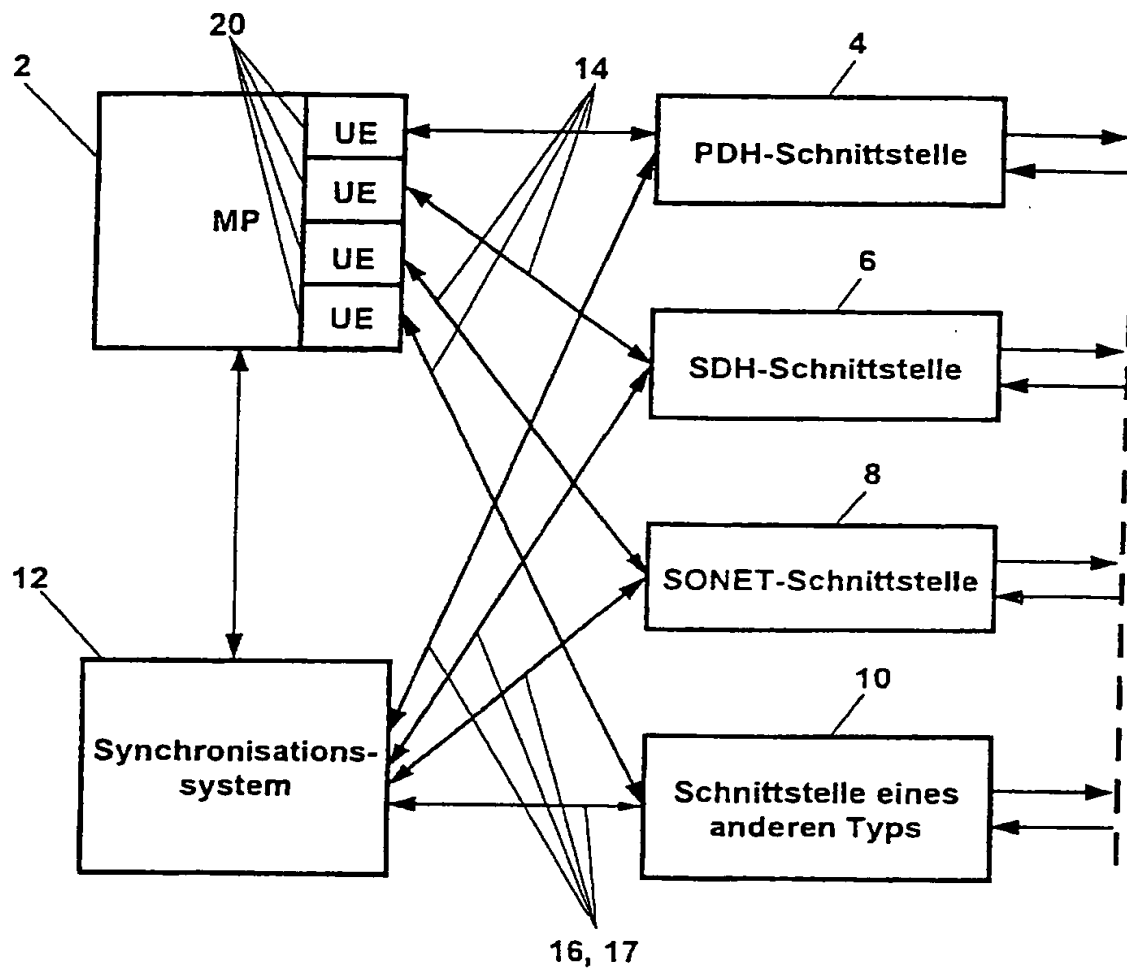 20
2
14
4
UE
UE
UE
UE
MP
PDH-Schnittstelle
6
SDH-Schnittstelle
8
SONET-Schnittstelle
12
10
Synchronisations-
system
Schnittstelle eines
anderen Typs
16, 17